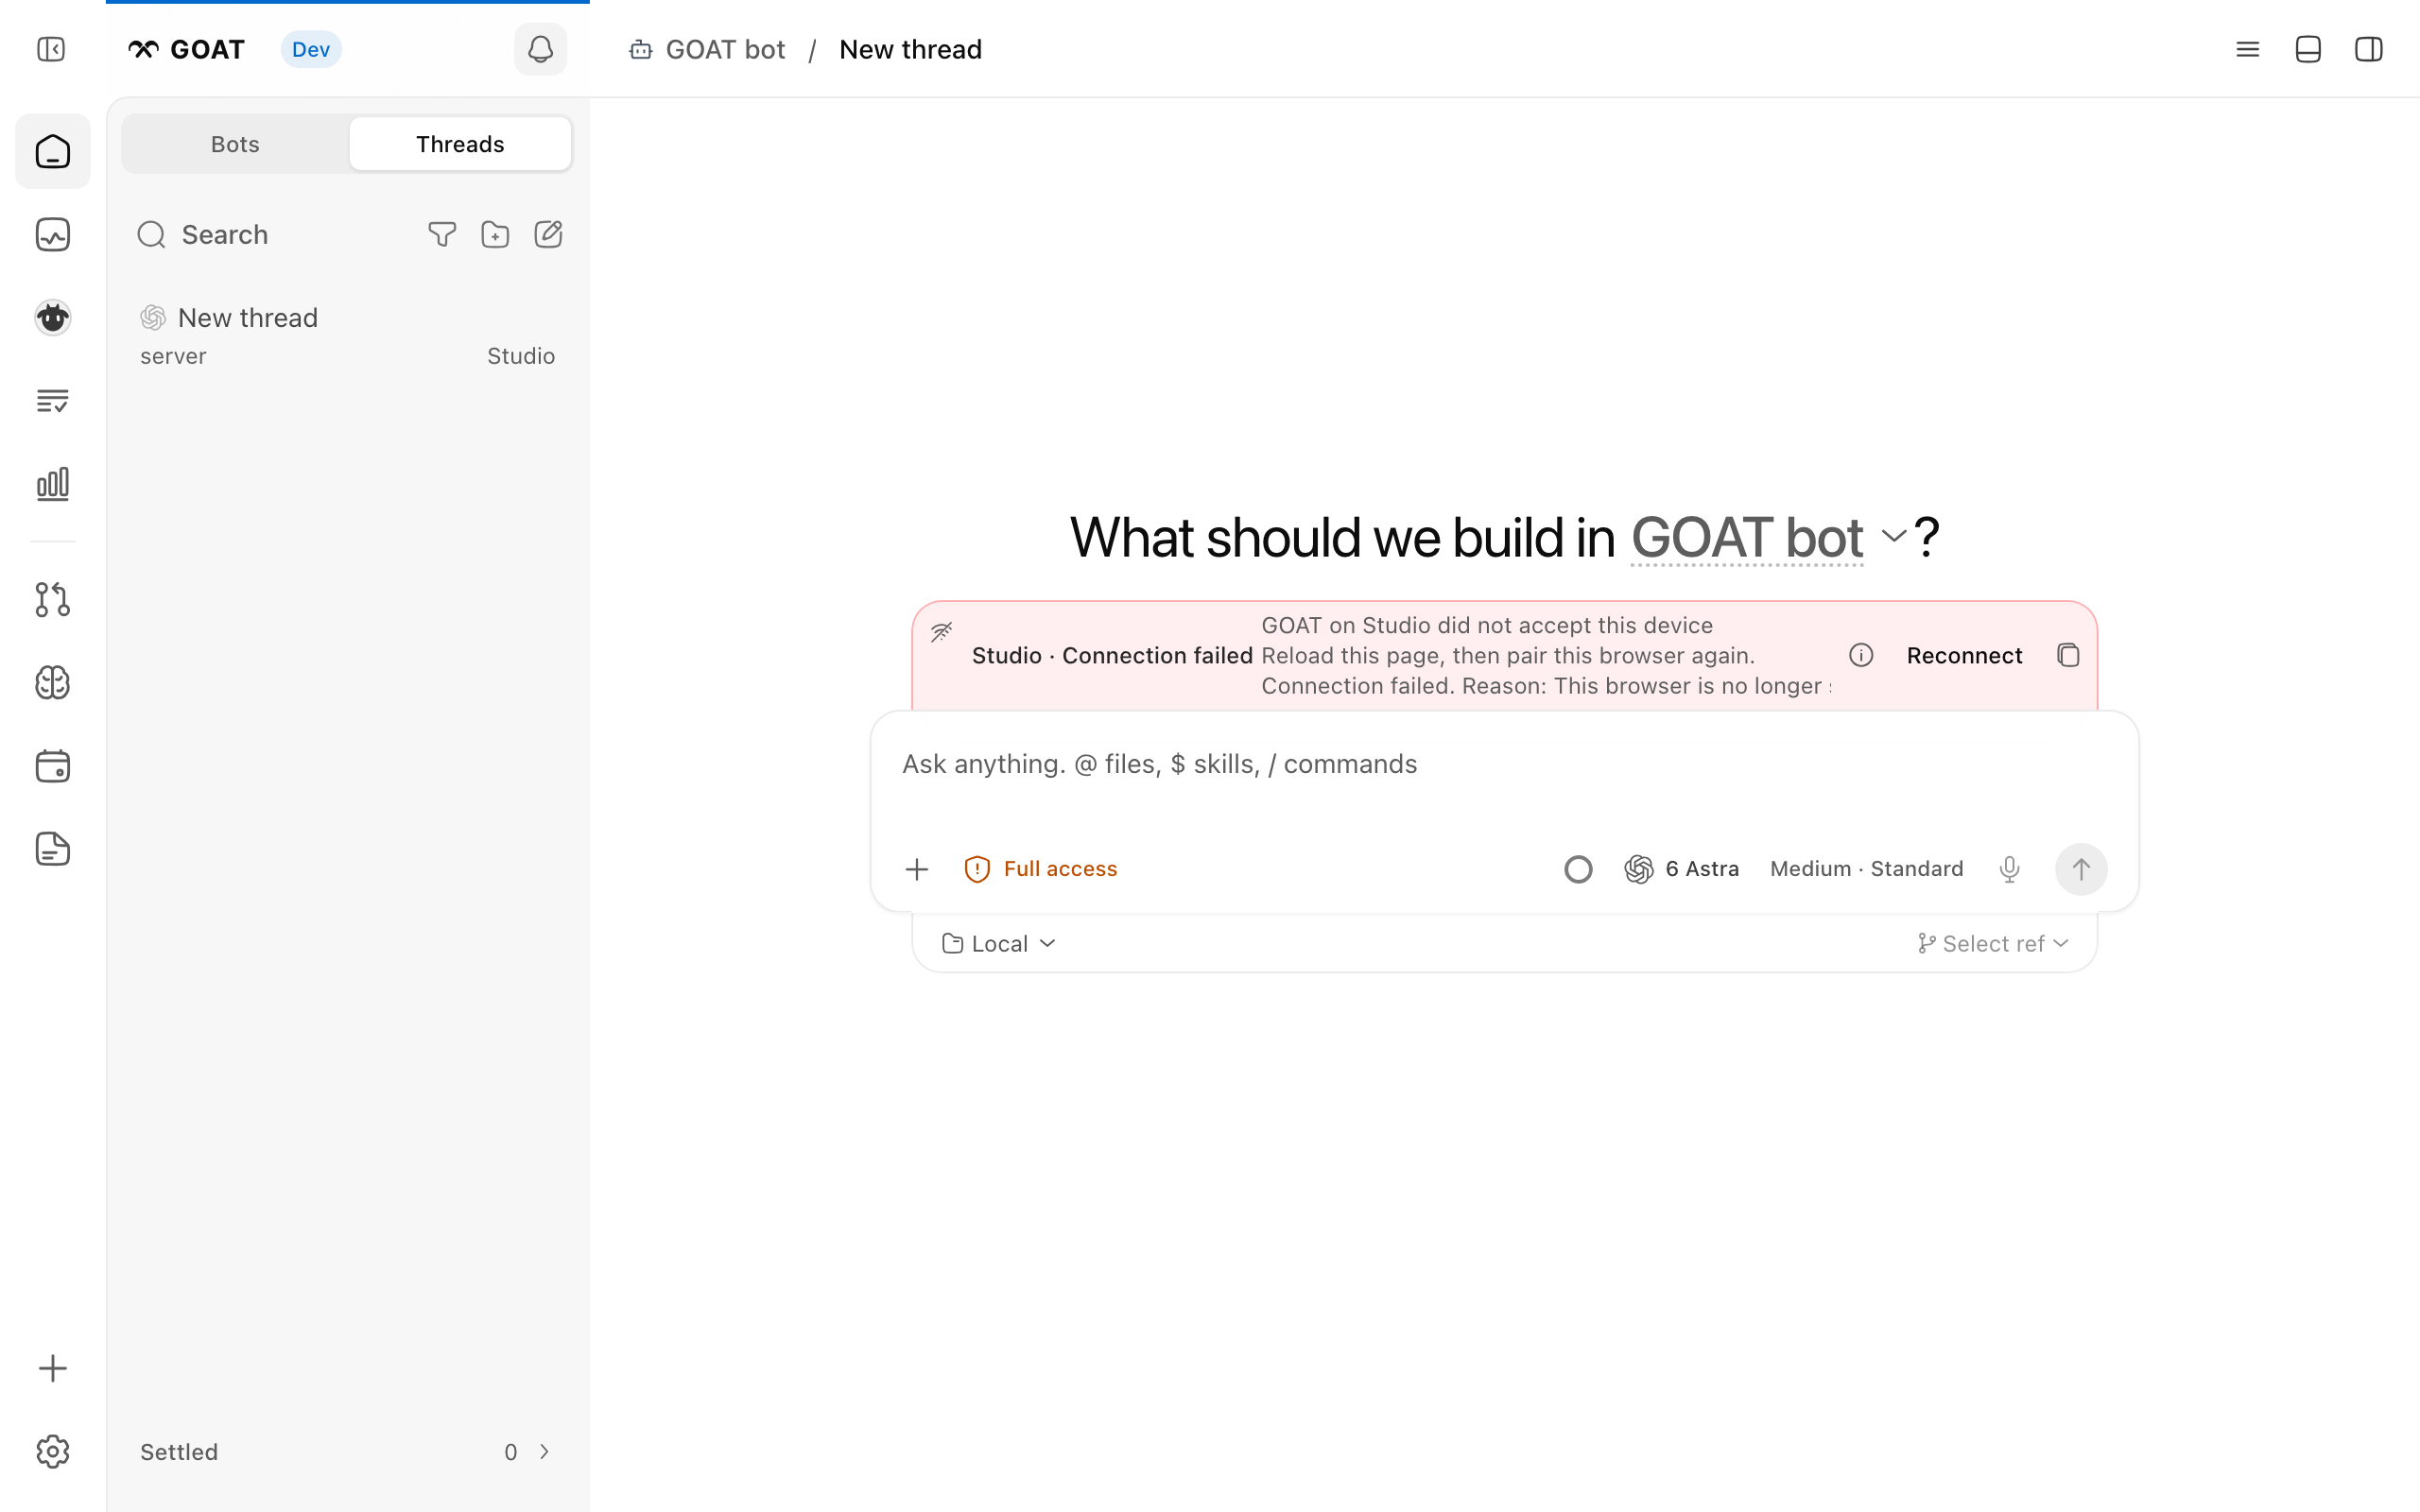 GOAT Dev
GOAT bot / New thread
Bots Threads
Search
New thread
server Studio
What should we build in GOAT bot ?
Studio · Connection failed
GOAT on Studio did not accept this device
Reload this page, then pair this browser again.
Connection failed. Reason: This browser is no longer
Reconnect
Ask anything. @ files, $ skills, / commands
Full access
6 Astra Medium · Standard
Local Select ref
Settled 0